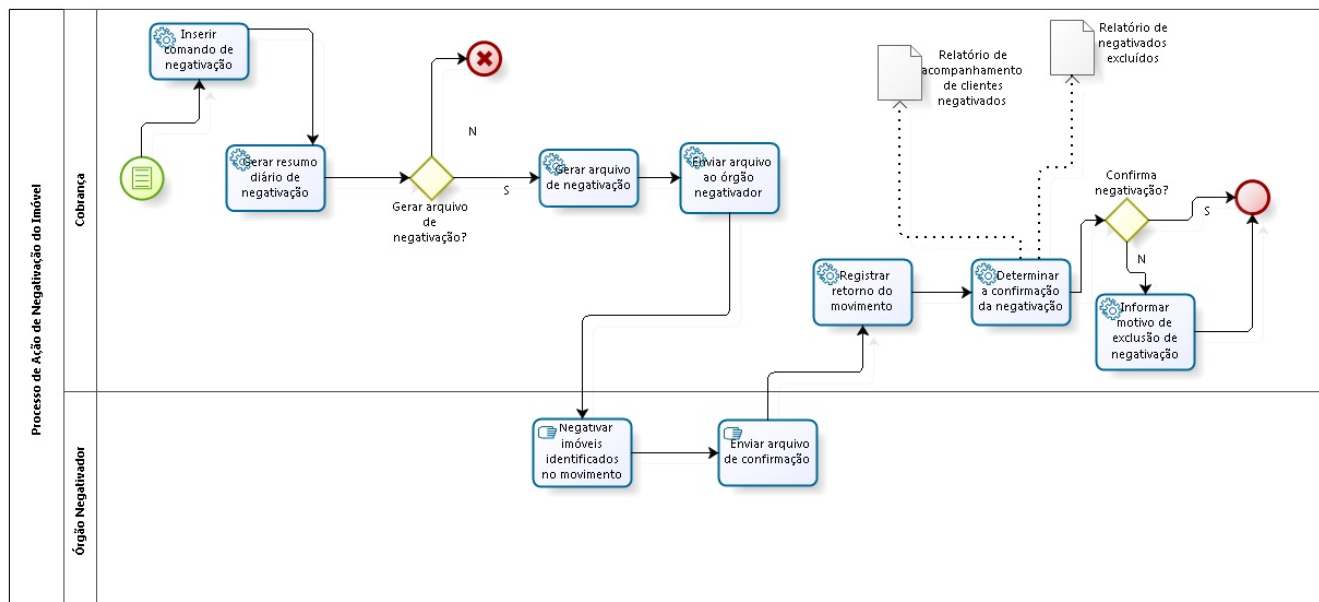 Processo de Ação de Negativação do Imóvel
Cobrança
Inserir
comando de
negativação
Gerar resumo
diário de
negativação
N
Gerar arquivo
de
negativação?
S
Gerar arquivo
de negativação
Enviar arquivo
ao órgão
negativador
Registrar
retorno do
movimento
Relatório de
acompanhamento
de clientes
negativados
Relatório de
negativados
excluídos
Determinar
a confirmação
da negativação
Confirma
negativação?
S
N
Informar
motivo de
exclusão de
negativação
Órgão Negativador
Negativar
imóveis
identificados
no movimento
Enviar arquivo
de confirmação